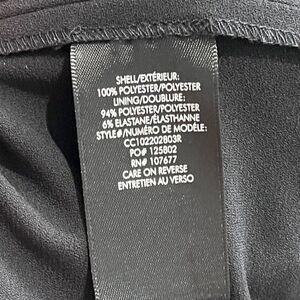 SHELL/EXTÉRIEUR:
100% POLYESTER/POLYESTER
LINING/DOUBLURE:
94% POLYESTER/POLYESTER
6% ELASTANE/ÉLASTHANNE
STYLE#/NUMÉRO DE MODÈLE:
CC102202803R
PO# 125802
RN# 107677
CARE ON REVERSE
ENTRETIEN AU VERSO